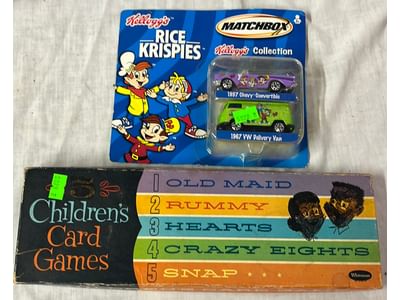 Kellogg's
RICE
KRISPIES
MATCHBOX
Kellogg's Collection
1957 Chevy Convertible
1967 VW Delivery Van
5
Children's
Card
Games
1 OLD MAID
2 RUMMY
3 HEARTS
4 CRAZY EIGHTS
5 SNAP . . .
Whitman